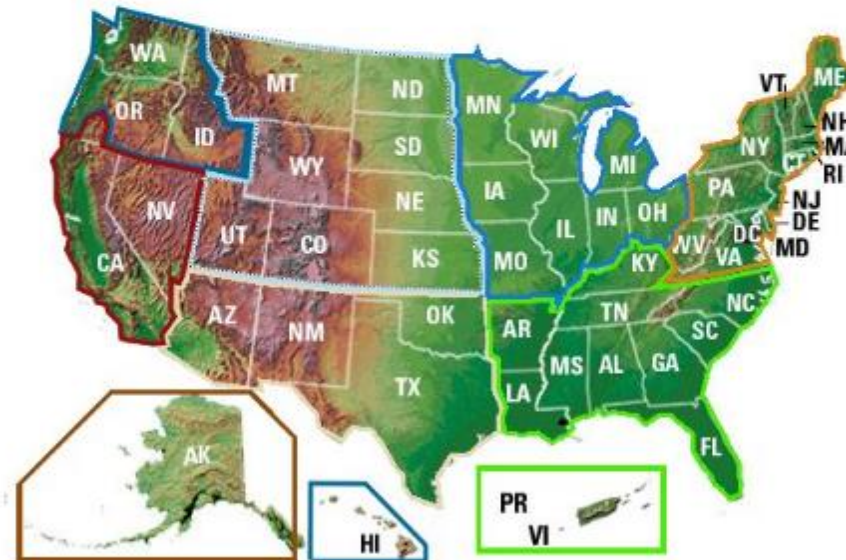 WA
MT
ND
MN
VT
ME
OR
ID
SD
WI
MI
NY
NH
MA
CT
RI
WY
NE
IA
PA
NJ
DE
NV
UT
CO
KS
MO
IL
IN
OH
WV
VA
DC
MD
CA
KY
AZ
NM
OK
AR
TN
NC
SC
TX
LA
MS
AL
GA
FL
AK
HI
PR
VI